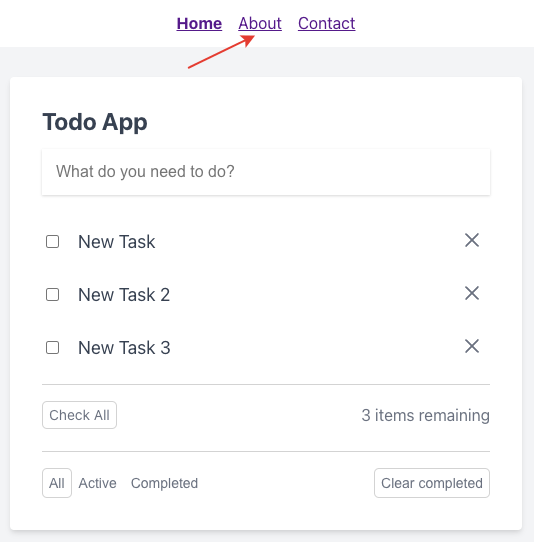 Home About Contact
Todo App
What do you need to do?
New Task
New Task 2
New Task 3
Check All 3 items remaining
All Active Completed Clear completed